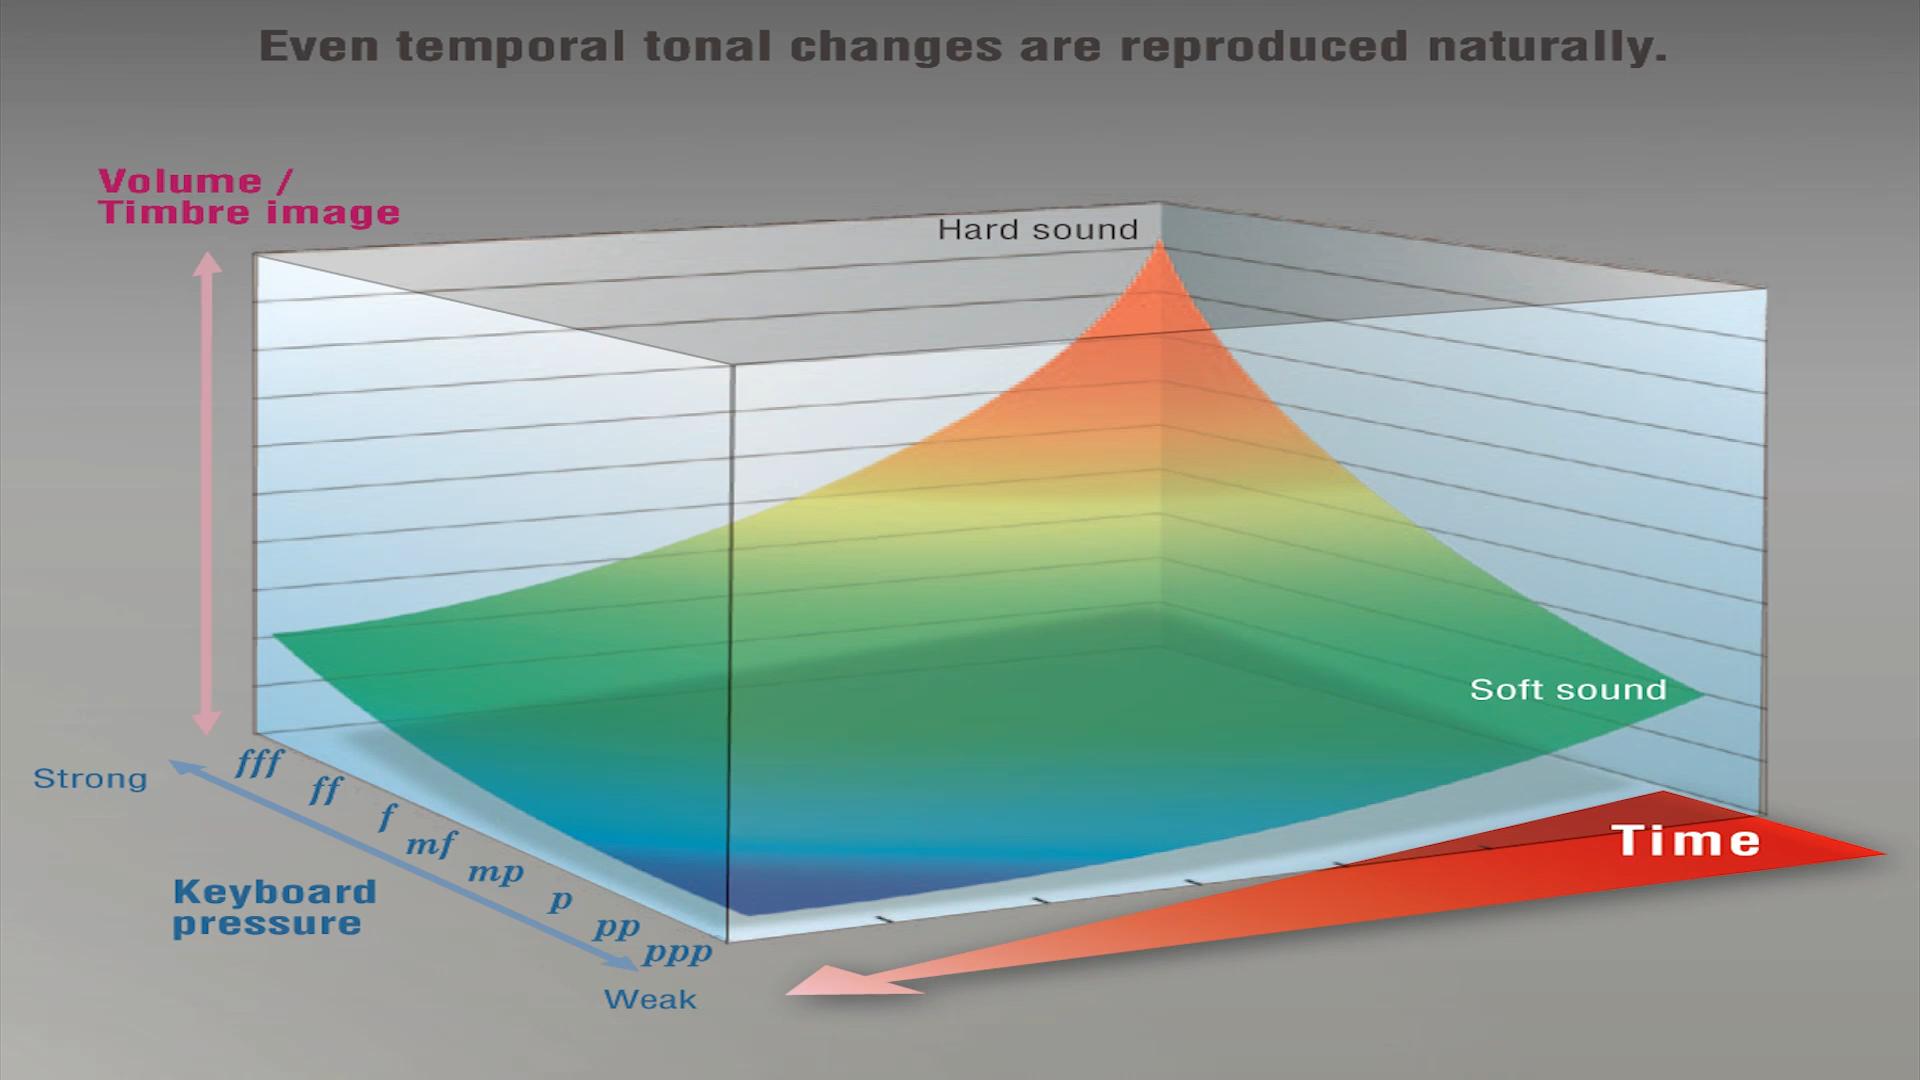 Even temporal tonal changes are reproduced naturally.
Volume /
Timbre image
Hard sound
Soft sound
Strong
fff
ff
f
mf
mp
p
pp
ppp
Keyboard
pressure
Weak
Time